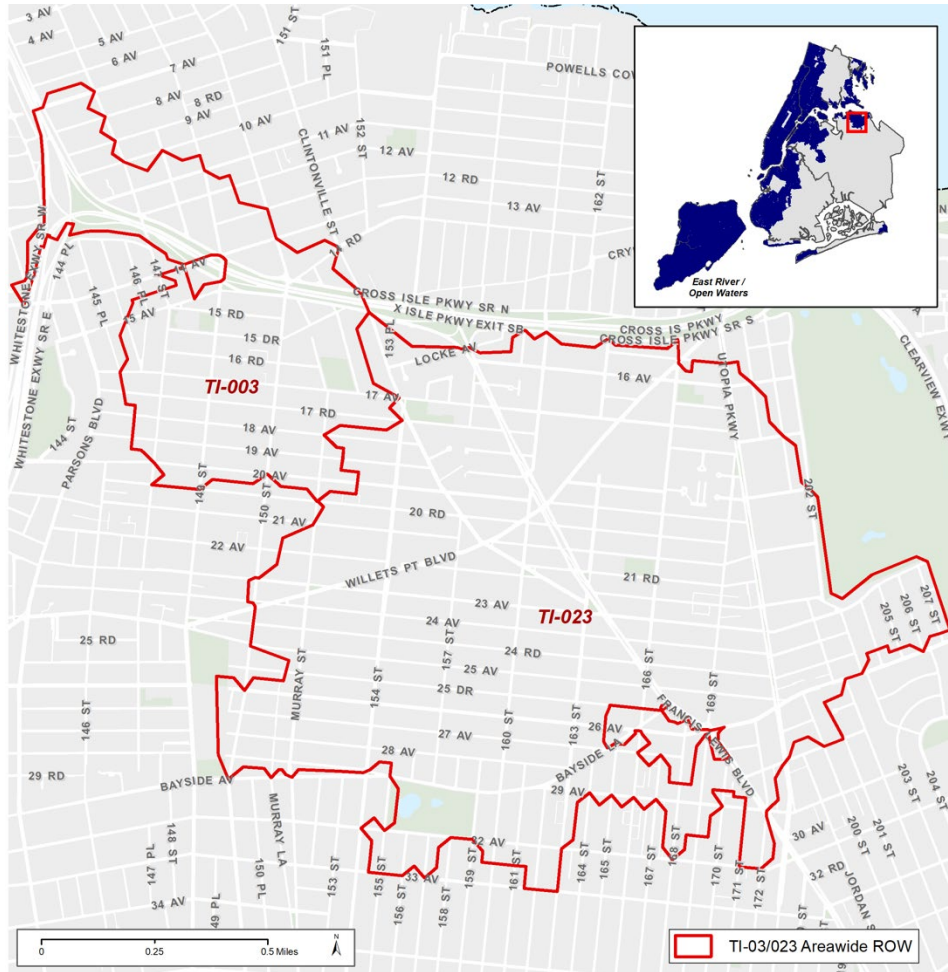 3 AV
4 AV
5 AV
6 AV
7 AV
8 AV
8 RD
9 AV
10 AV
151 ST
151 PL
11 AV
152 ST
12 AV
12 RD
13 AV
162 ST
POWELLS COV
CLINTONVILLE ST
14 RD
CRY
East River /
Open Waters
WHITESTONE EXWY SR W
144 PL
14 AV
147 ST
146 PL
145 PL
15 AV
15 RD
15 DR
16 RD
TI-003
CROSS ISLE PKWY SR N
X ISLE PKWY EXIT SB
CROSS IS PKWY
CROSS ISLE PKWY SR S
153 PL
LOCKE AV
16 AV
UTOPIA PKWY
CLEARVIEW EXWY
WHITESTONE EXWY SR E
PARSONS BLVD
144 ST
17 AV
17 RD
18 AV
19 AV
20 AV
149 ST
150 ST
21 AV
22 AV
20 RD
202 ST
WILLETS PT BLVD
21 RD
23 AV
TI-023
24 AV
24 RD
157 ST
25 AV
25 DR
25 RD
207 ST
206 ST
205 ST
MURRAY ST
154 ST
166 ST
169 ST
146 ST
160 ST
163 ST
26 AV
27 AV
28 AV
FRANCIS LEWIS BLVD
BAYSIDE LA
29 AV
29 RD
BAYSIDE AV
MURRAY LA
203 ST
204 ST
30 AV
200 ST
201 ST
32 AV
32 RD
JORDAN S
148 ST
147 PL
150 PL
153 ST
155 ST
156 ST
33 AV
158 ST
159 ST
161 ST
164 ST
165 ST
167 ST
168 ST
170 ST
171 ST
172 ST
34 AV
49 PL
0 0.25 0.5 Miles
N
TI-03/023 Areawide ROW